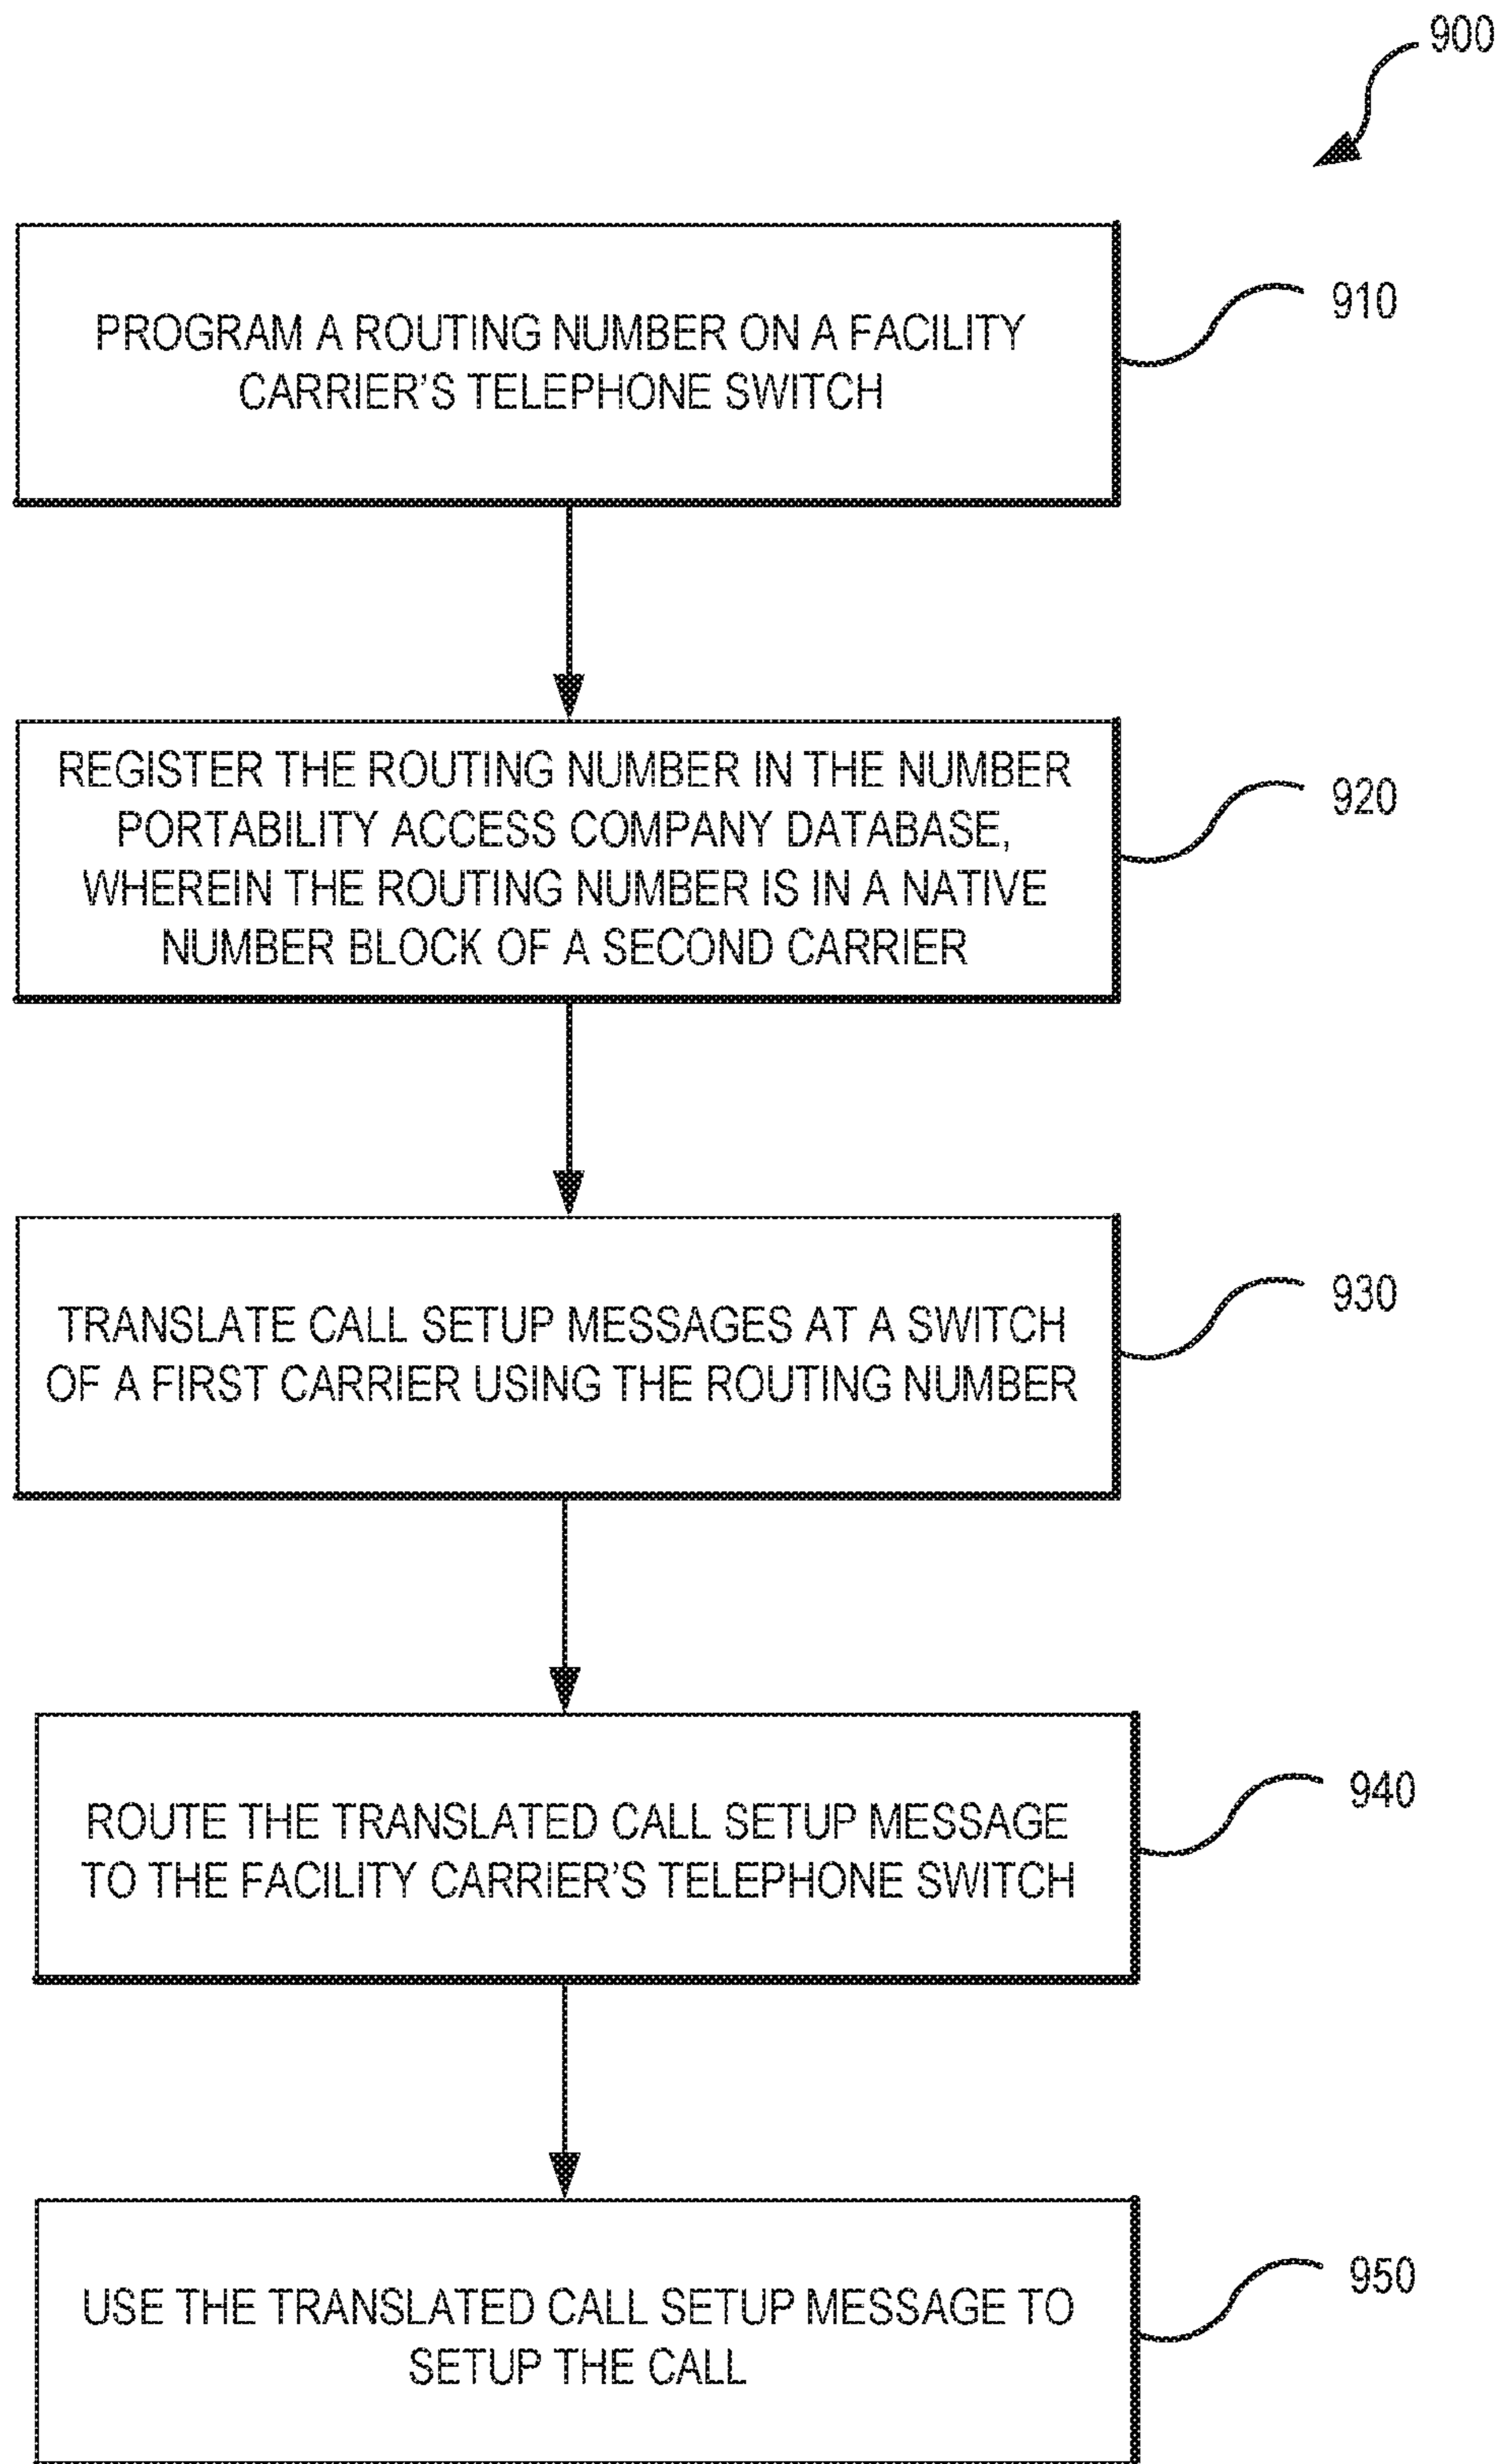 900
PROGRAM A ROUTING NUMBER ON A FACILITY
CARRIER'S TELEPHONE SWITCH
910
REGISTER THE ROUTING NUMBER IN THE NUMBER
PORTABILITY ACCESS COMPANY DATABASE,
WHEREIN THE ROUTING NUMBER IS IN A NATIVE
NUMBER BLOCK OF A SECOND CARRIER
920
TRANSLATE CALL SETUP MESSAGES AT A SWITCH
OF A FIRST CARRIER USING THE ROUTING NUMBER
930
ROUTE THE TRANSLATED CALL SETUP MESSAGE
TO THE FACILITY CARRIER'S TELEPHONE SWITCH
940
USE THE TRANSLATED CALL SETUP MESSAGE TO
SETUP THE CALL
950